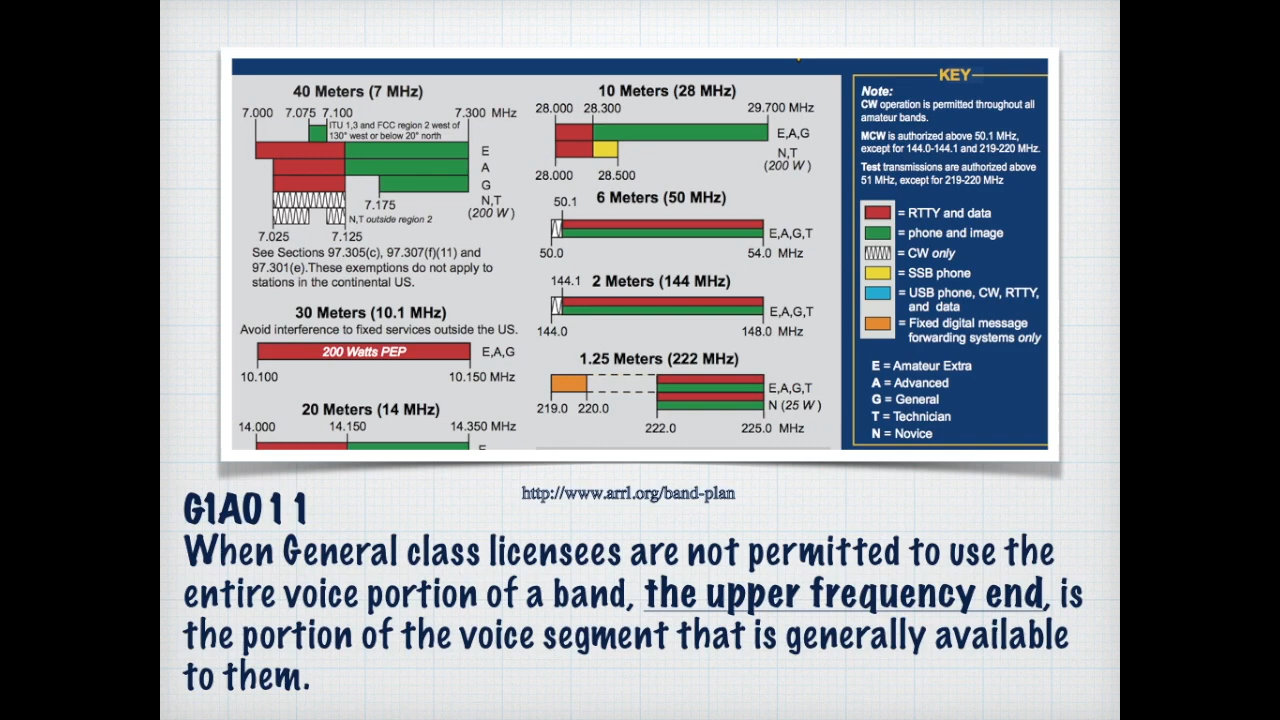 40 Meters (7 MHz)
7.000 7.075 7.100 7.300 MHz
ITU 1,3 and FCC region 2 west of
130° west or below 20° north
E
A
G
N,T
(200 W)
7.175
N,T outside region 2
7.025 7.125
See Sections 97.305(c), 97.307(f)(11) and
97.301(e).These exemptions do not apply to
stations in the continental US.
30 Meters (10.1 MHz)
Avoid interference to fixed services outside the US.
200 Watts PEP E,A,G
10.100 10.150 MHz
20 Meters (14 MHz)
14.000 14.150 14.350 MHz
E
10 Meters (28 MHz)
28.000 28.300 29.700 MHz
E,A,G
N,T
(200 W)
28.000 28.500
6 Meters (50 MHz)
50.1
E,A,G,T
50.0 54.0 MHz
2 Meters (144 MHz)
144.1
E,A,G,T
144.0 148.0 MHz
1.25 Meters (222 MHz)
E,A,G,T
N (25 W)
219.0 220.0
222.0 225.0 MHz
KEY
Note:
CW operation is permitted throughout all
amateur bands.
MCW is authorized above 50.1 MHz,
except for 144.0-144.1 and 219-220 MHz.
Test transmissions are authorized above
51 MHz, except for 219-220 MHz
= RTTY and data
= phone and image
= CW only
= SSB phone
= USB phone, CW, RTTY,
and data
= Fixed digital message
forwarding systems only
E = Amateur Extra
A = Advanced
G = General
T = Technician
N = Novice
http://www.arrl.org/band-plan
G1A011
When General class licensees are not permitted to use the
entire voice portion of a band, the upper frequency end, is
the portion of the voice segment that is generally available
to them.